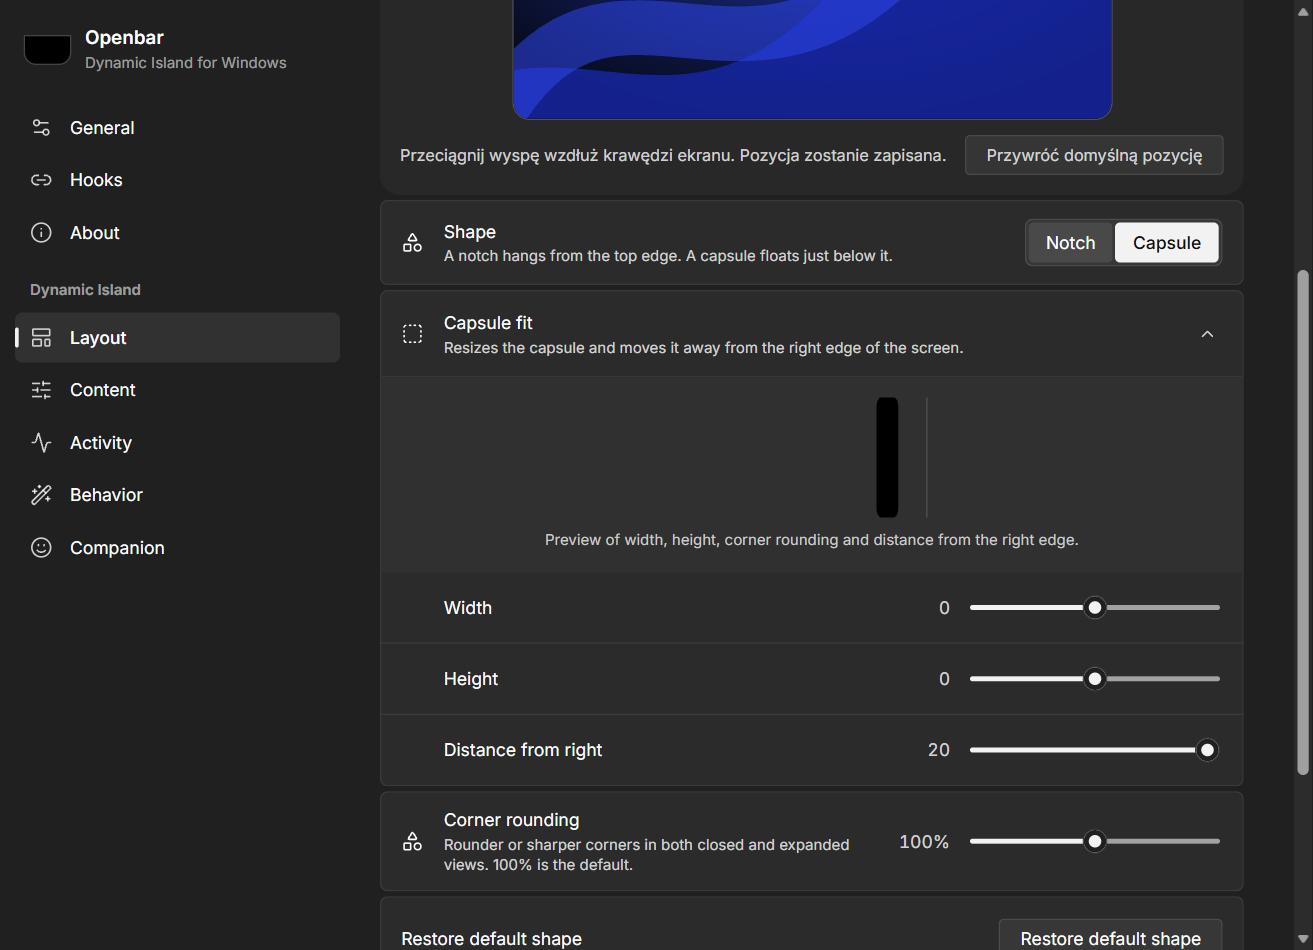 Openbar
Dynamic Island for Windows
General
Hooks
About
Dynamic Island
Layout
Content
Activity
Behavior
Companion
Przeciągnij wyspę wzdłuż krawędzi ekranu. Pozycja zostanie zapisana.
Przywróć domyślną pozycję
Shape
A notch hangs from the top edge. A capsule floats just below it.
Notch
Capsule
Capsule fit
Resizes the capsule and moves it away from the right edge of the screen.
Preview of width, height, corner rounding and distance from the right edge.
Width
0
Height
0
Distance from right
20
Corner rounding
Rounder or sharper corners in both closed and expanded
views. 100% is the default.
100%
Restore default shape
Restore default shape